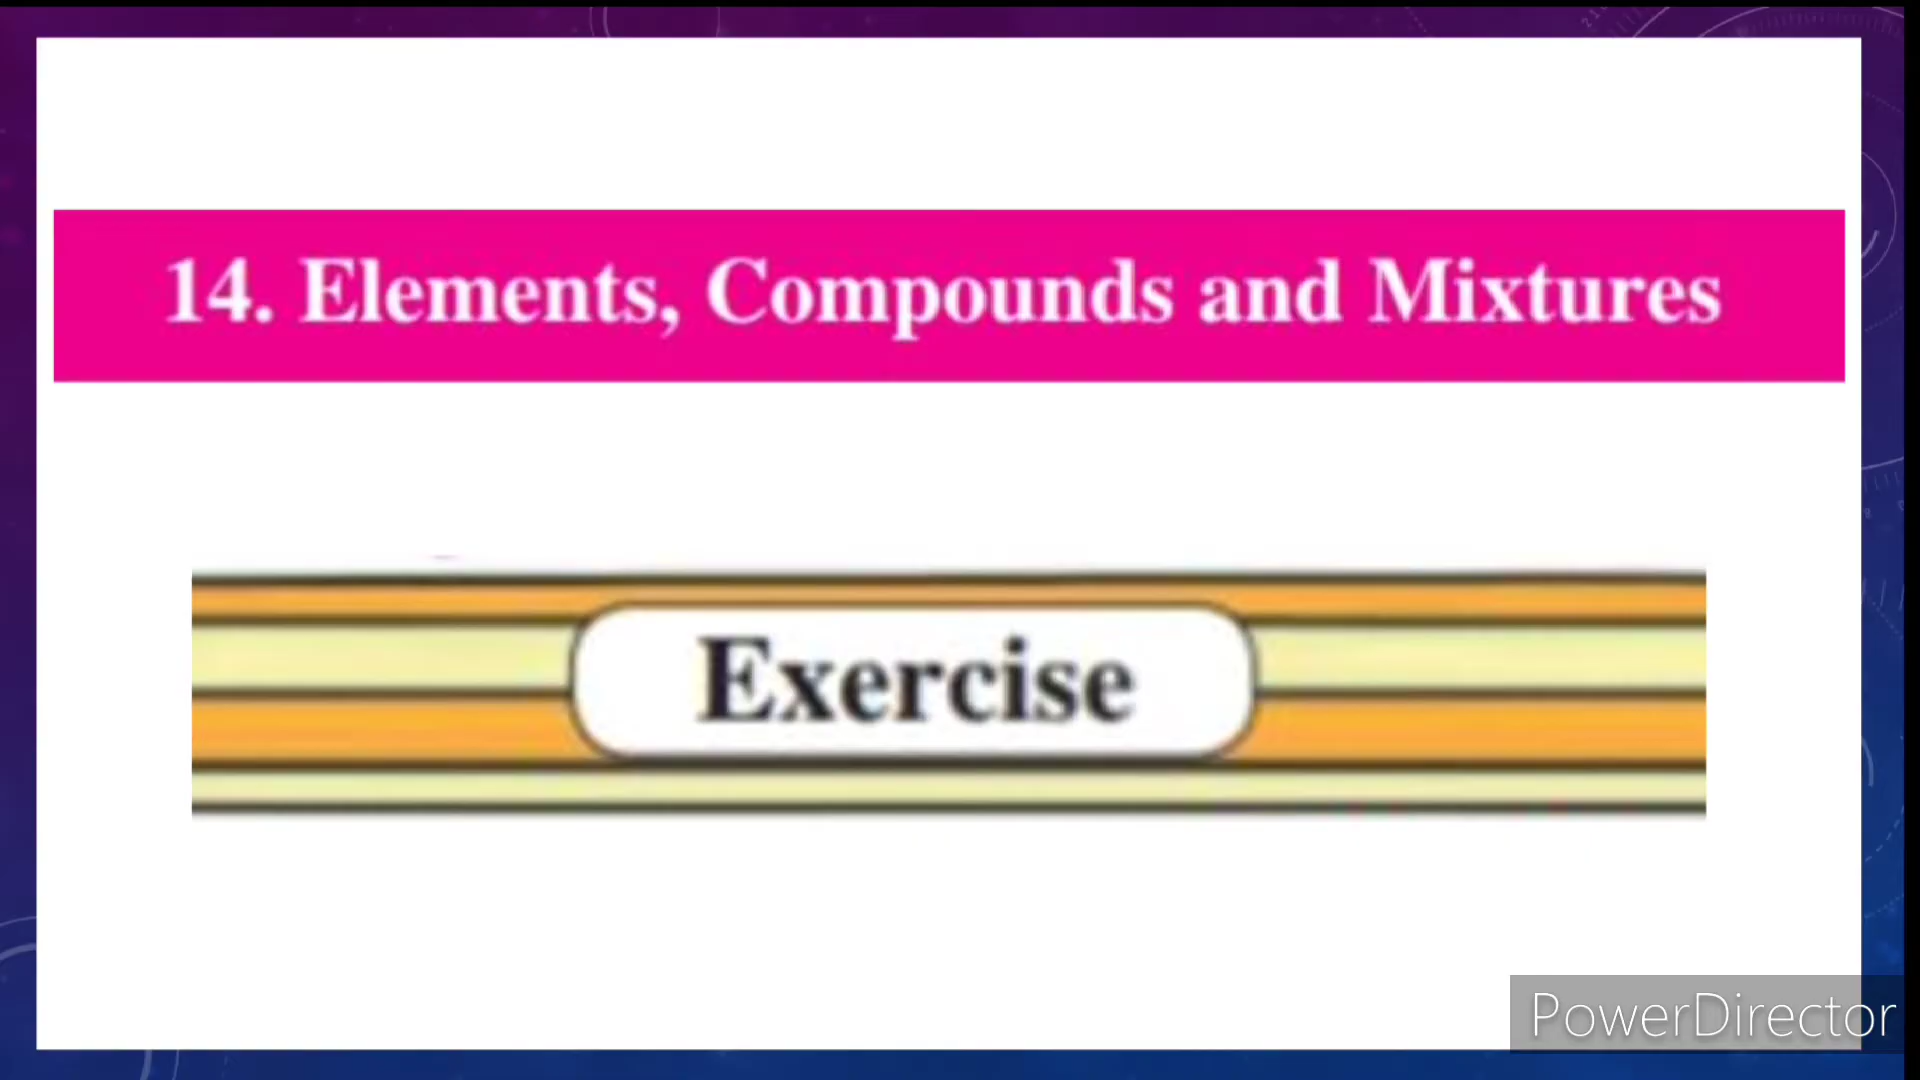 14. Elements, Compounds and Mixtures
Exercise
PowerDirector